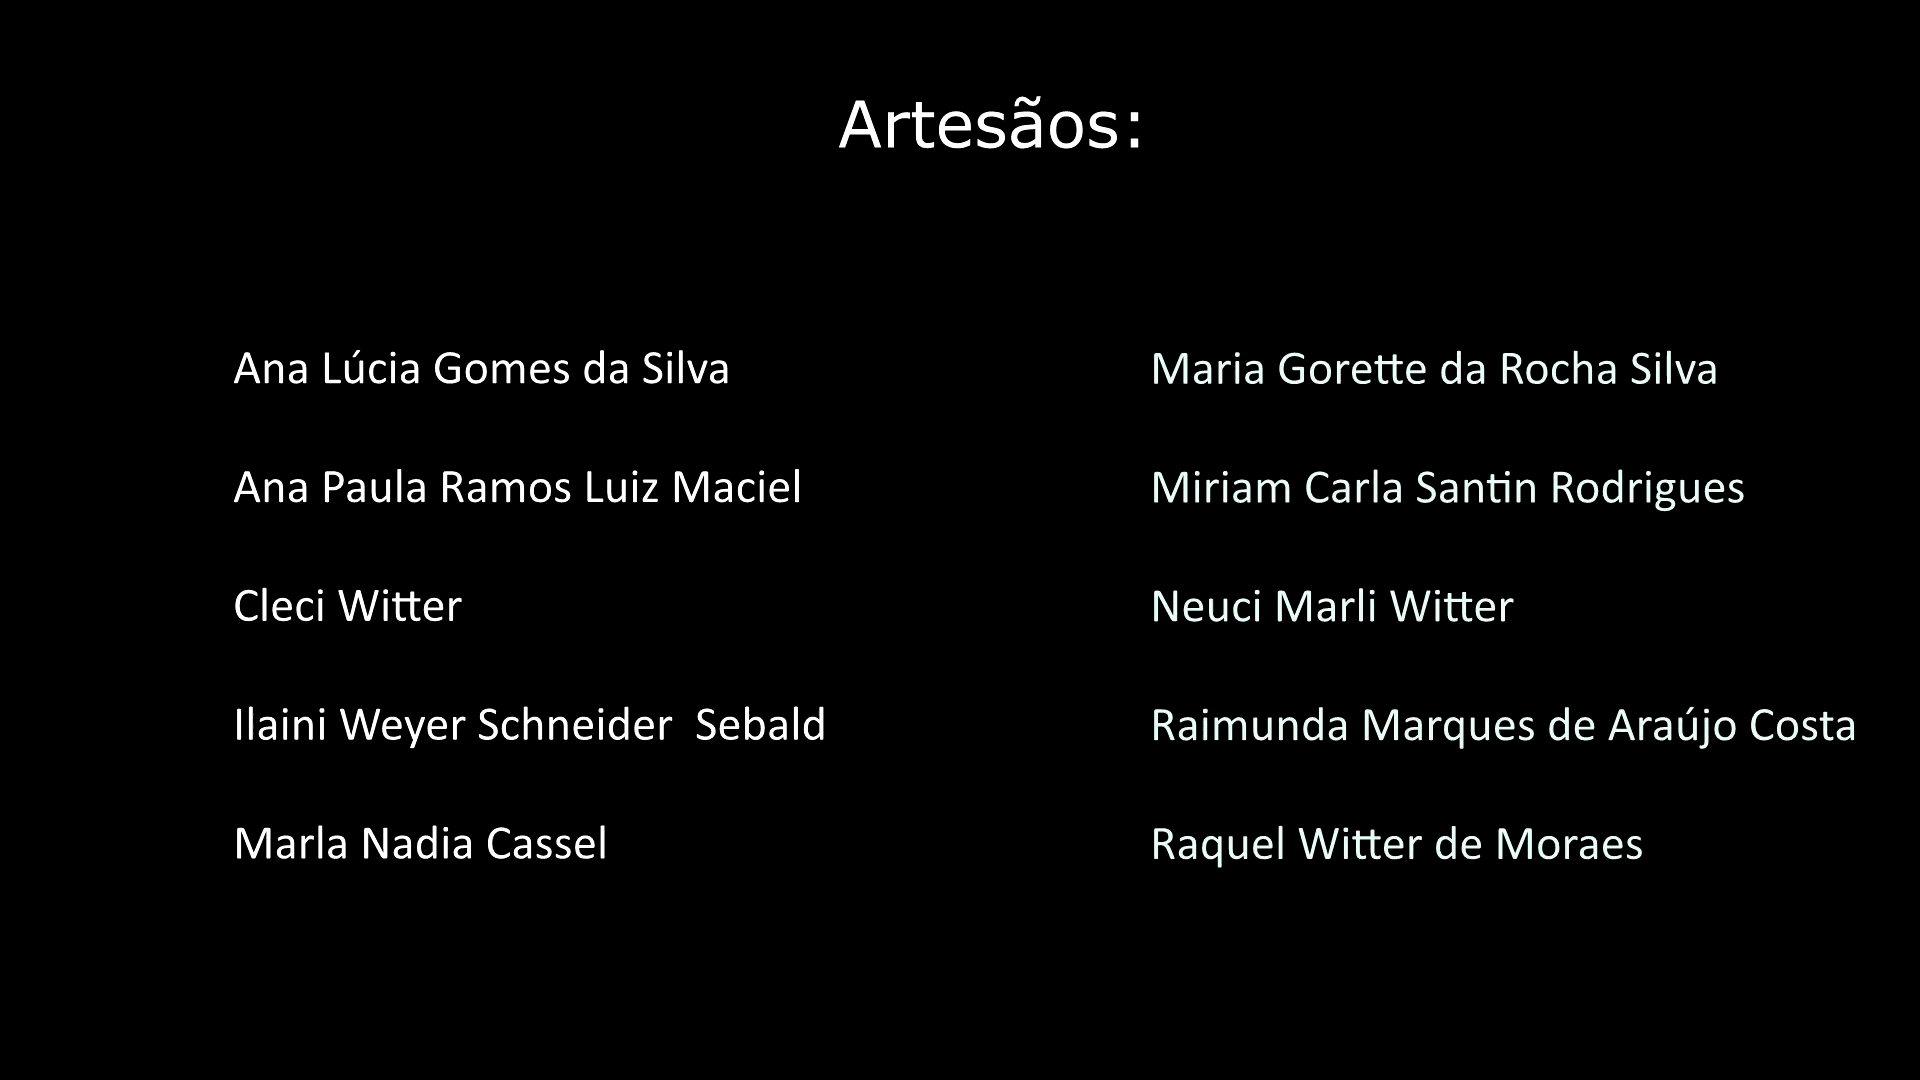 Artesãos:
Ana Lúcia Gomes da Silva
Ana Paula Ramos Luiz Maciel
Cleci Witter
Ilaini Weyer Schneider  Sebald
Marla Nadia Cassel
Maria Gorette da Rocha Silva
Miriam Carla Santin Rodrigues
Neuci Marli Witter
Raimunda Marques de Araújo Costa
Raquel Witter de Moraes